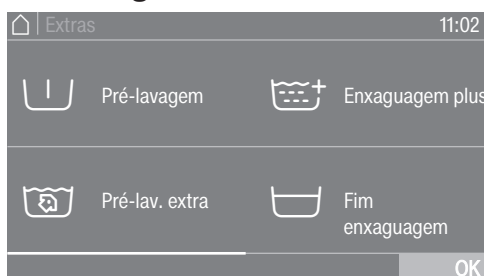 Extras 11:02
Pré-lavagem Enxaguagem plus
Pré-lav. extra Fim
enxaguagem
OK